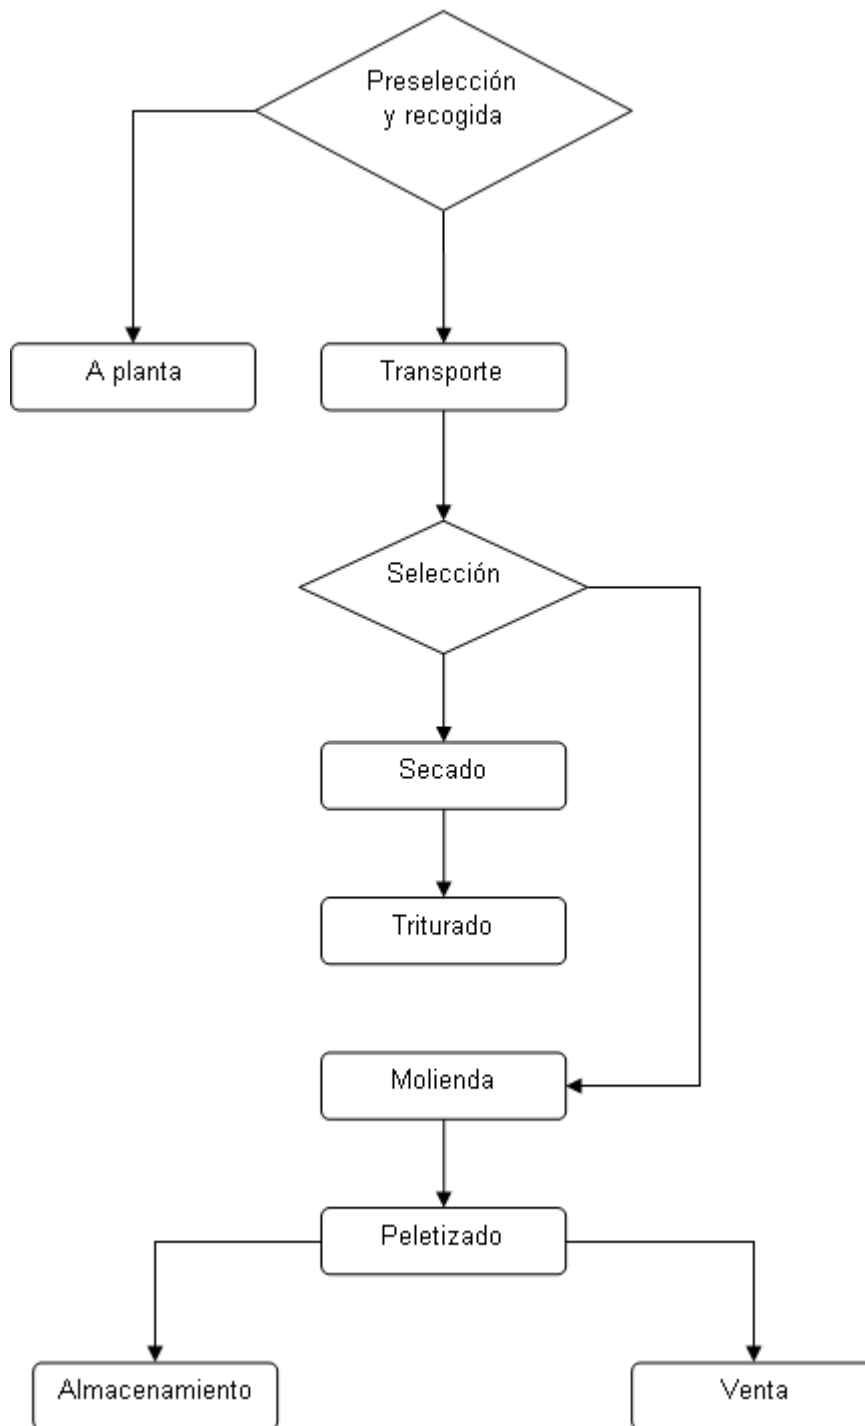 Preselección
y recogida
A planta
Transporte
Selección
Secado
Triturado
Molienda
Peletizado
Almacenamiento
Venta